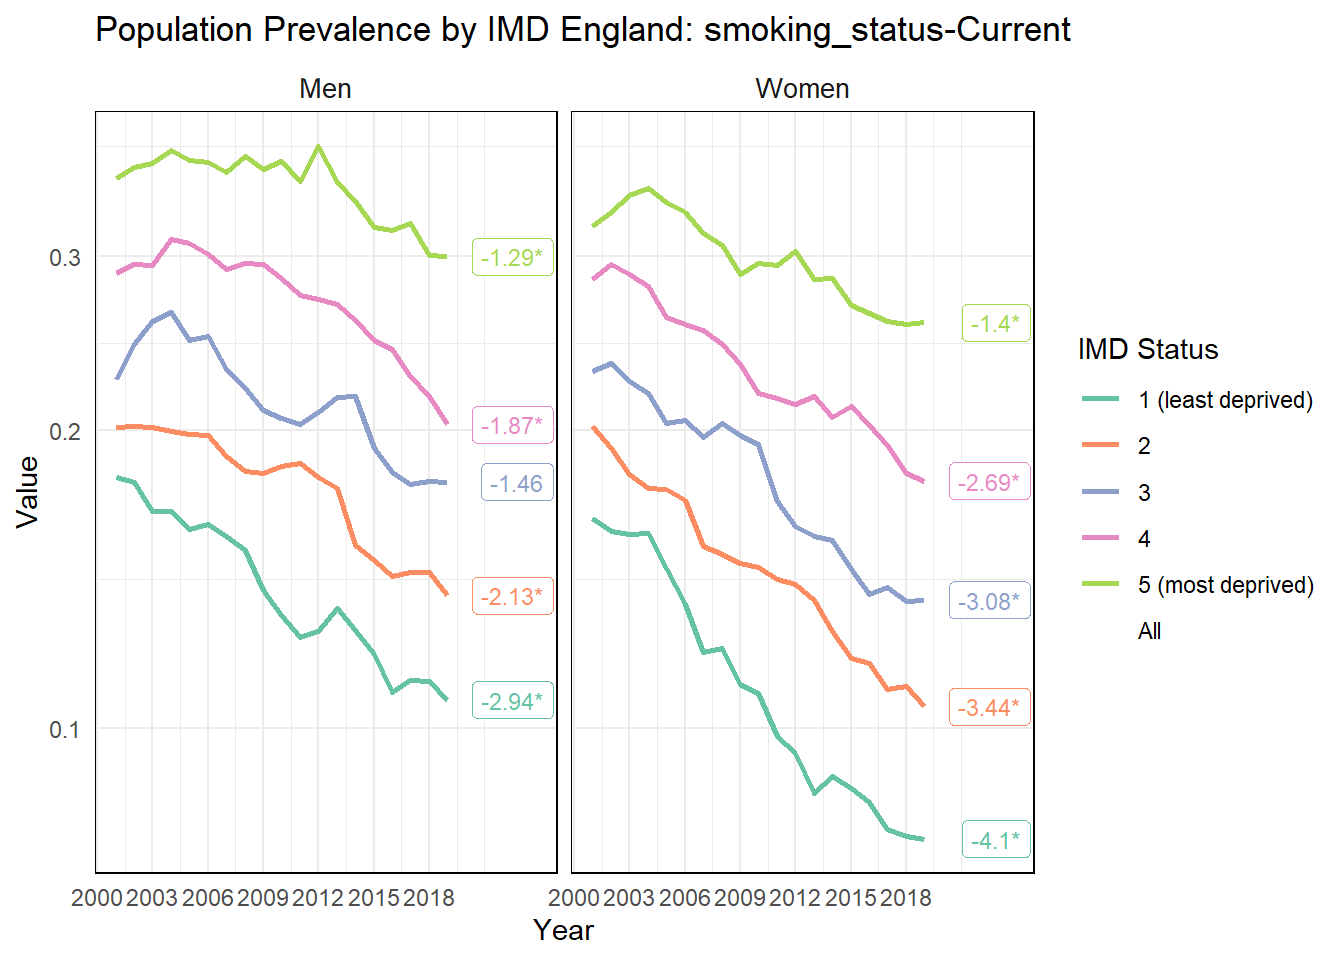 Population Prevalence by IMD England: smoking_status-Current
Men
Women
0.3
0.2
0.1
Value
-1.29*
-1.87*
-1.46
-2.13*
-2.94*
-1.4*
-2.69*
-3.08*
-3.44*
-4.1*
2000 2003 2006 2009 2012 2015 2018
2000 2003 2006 2009 2012 2015 2018
Year
IMD Status
1 (least deprived)
2
3
4
5 (most deprived)
All